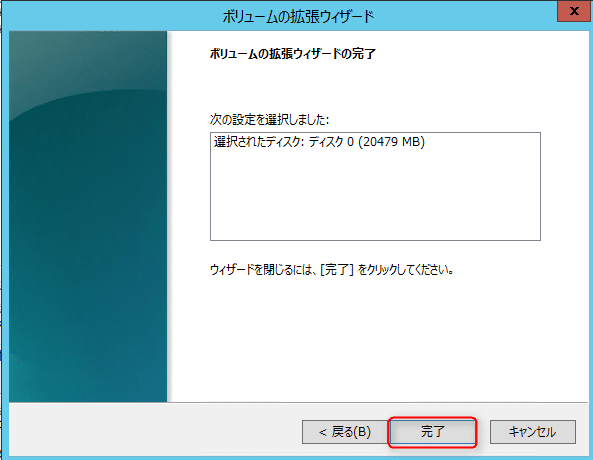 ボリュームの拡張ウィザード
x
ボリュームの拡張ウィザードの完了
次の設定を選択しました:
選択されたディスク: ディスク 0 (20479 MB)
ウィザードを閉じるには、[完了] をクリックしてください。
< 戻る(B)
完了
キャンセル